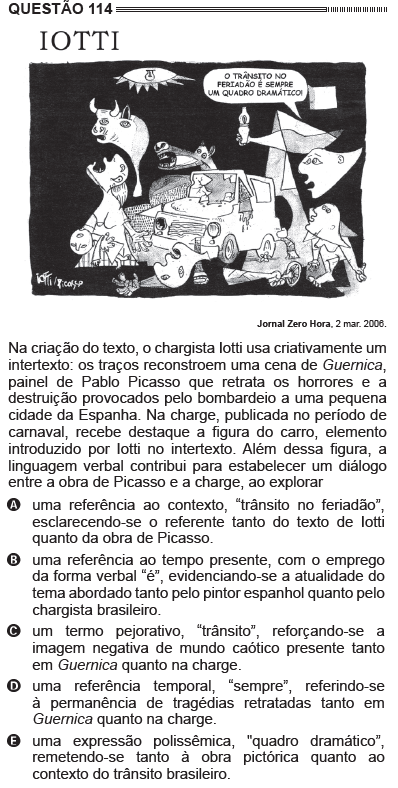 QUESTÃO 114
IOTTI
O TRÂNSITO NO
FERIADÃO É SEMPRE
UM QUADRO DRAMÁTICO!
Jornal Zero Hora, 2 mar. 2006.
Na criação do texto, o chargista Iotti usa criativamente um
intertexto: os traços reconstroem uma cena de Guernica,
painel de Pablo Picasso que retrata os horrores e a
destruição provocados pelo bombardeio a uma pequena
cidade da Espanha. Na charge, publicada no período de
carnaval, recebe destaque a figura do carro, elemento
introduzido por Iotti no intertexto. Além dessa figura, a
linguagem verbal contribui para estabelecer um diálogo
entre a obra de Picasso e a charge, ao explorar
A uma referência ao contexto, “trânsito no feriadão”,
esclarecendo-se o referente tanto do texto de Iotti
quanto da obra de Picasso.
B uma referência ao tempo presente, com o emprego
da forma verbal “é”, evidenciando-se a atualidade do
tema abordado tanto pelo pintor espanhol quanto pelo
chargista brasileiro.
C um termo pejorativo, “trânsito”, reforçando-se a
imagem negativa de mundo caótico presente tanto
em Guernica quanto na charge.
D uma referência temporal, “sempre”, referindo-se
à permanência de tragédias retratadas tanto em
Guernica quanto na charge.
E uma expressão polissêmica, "quadro dramático”,
remetendo-se tanto à obra pictórica quanto ao
contexto do trânsito brasileiro.